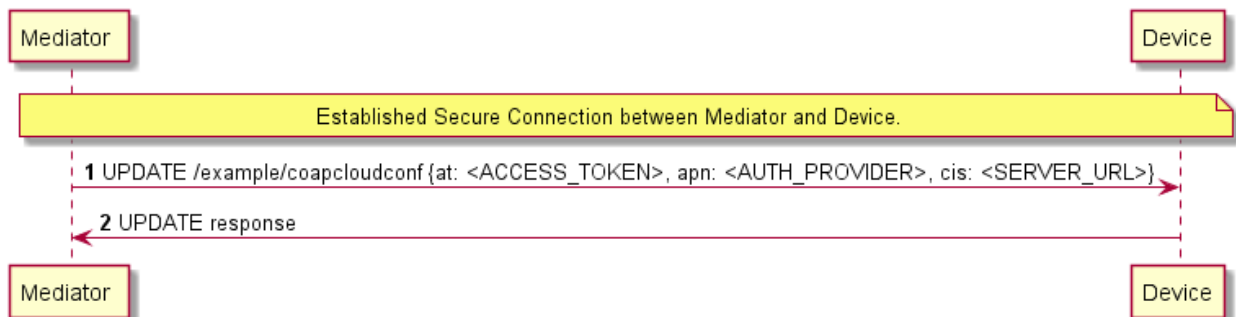 Mediator
Device
Established Secure Connection between Mediator and Device.
1 UPDATE /example/coapcloudconf {at: <ACCESS_TOKEN>, apn: <AUTH_PROVIDER>, cis: <SERVER_URL>}
2 UPDATE response
Mediator
Device